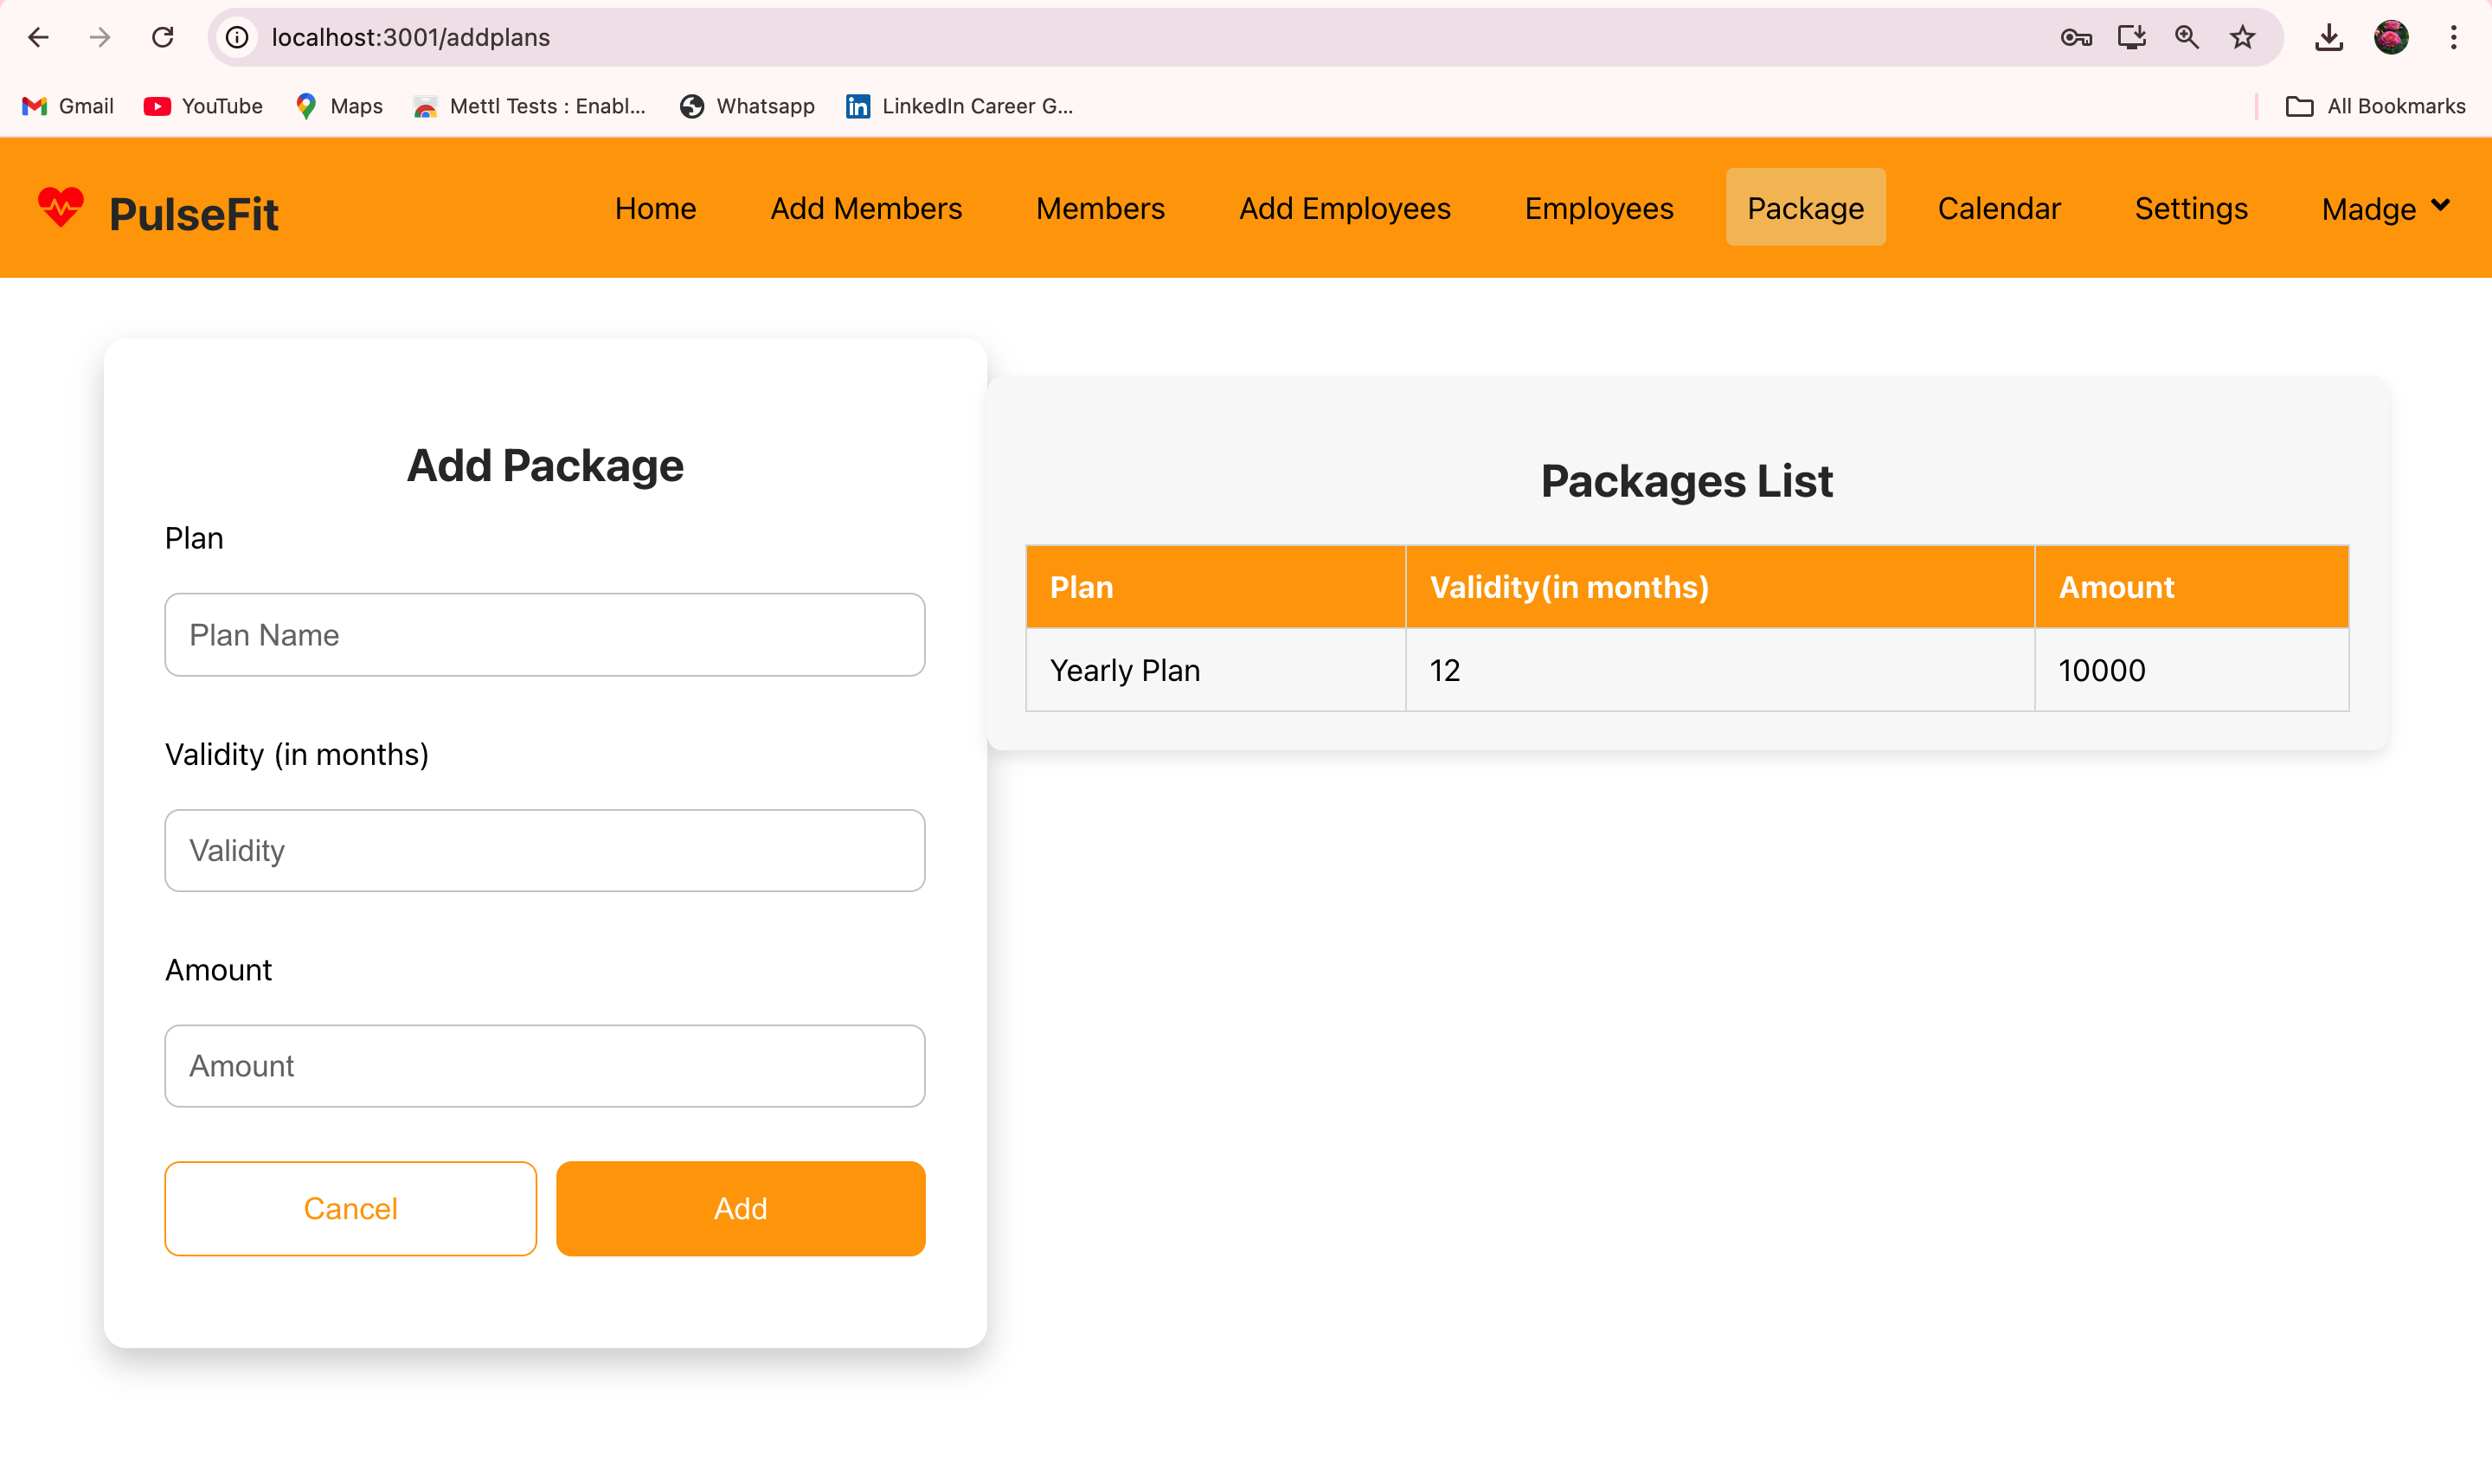 localhost:3001/addplans
Gmail YouTube Maps Mettl Tests : Enabl... Whatsapp LinkedIn Career G... All Bookmarks
PulseFit Home Add Members Members Add Employees Employees Package Calendar Settings Madge
Add Package
Plan
Plan Name
Validity (in months)
Validity
Amount
Amount
Cancel Add
Packages List
Plan Validity(in months) Amount
Yearly Plan 12 10000